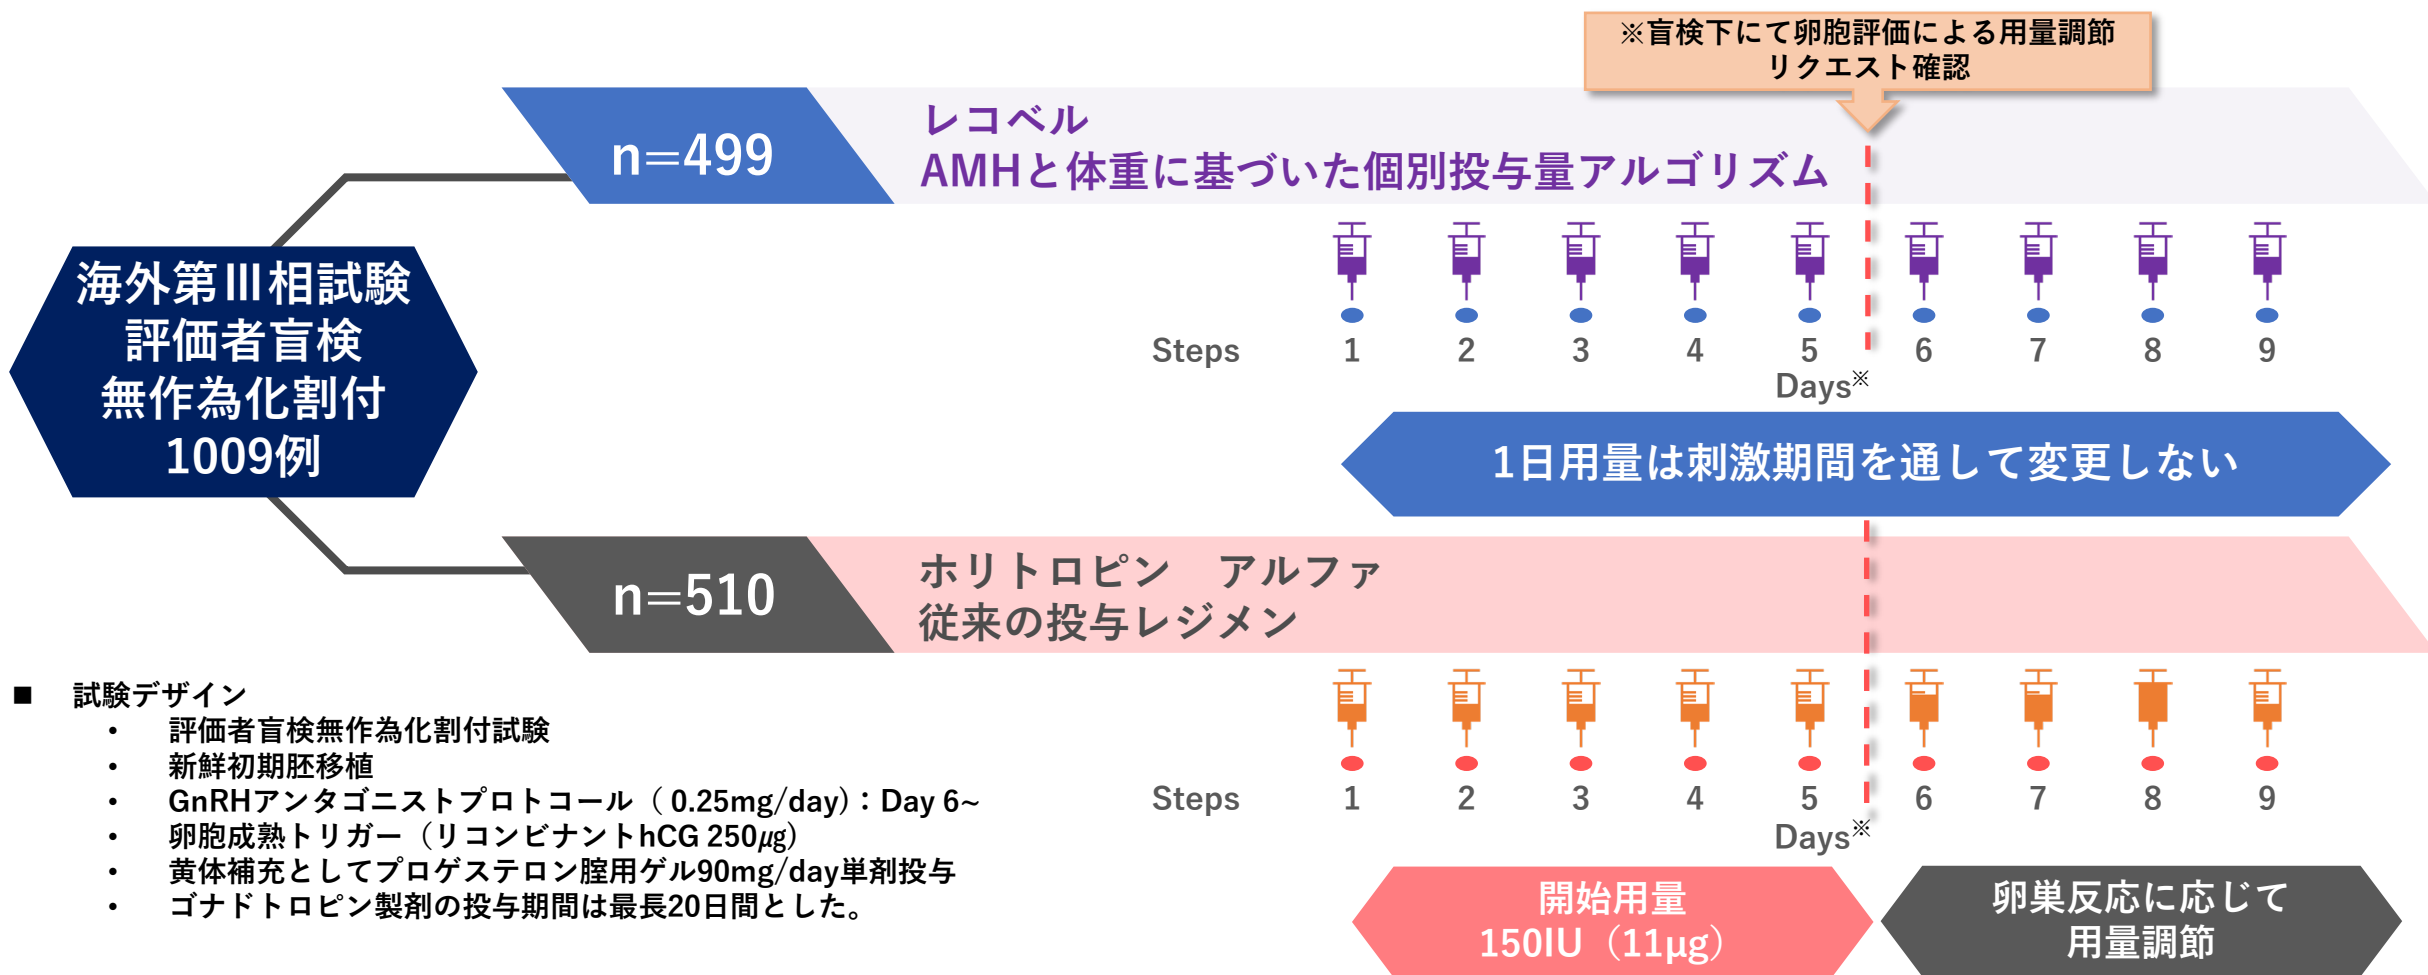 ※盲検下にて卵胞評価による用量調節
リクエスト確認
n=499
レコベル
AMHと体重に基づいた個別投与量アルゴリズム
海外第Ⅲ相試験
評価者盲検
無作為化割付
1009例
Steps 1 2 3 4 5 6 7 8 9
Days※
1日用量は刺激期間を通して変更しない
n=510
ホリトロピン　アルファ
従来の投与レジメン
■ 試験デザイン
• 評価者盲検無作為化割付試験
• 新鮮初期胚移植
• GnRHアンタゴニストプロトコール（ 0.25mg/day）：Day 6~
• 卵胞成熟トリガー（リコンビナントhCG 250㎍）
• 黄体補充としてプロゲステロン腟用ゲル90mg/day単剤投与
• ゴナドトロピン製剤の投与期間は最長20日間とした。
Steps 1 2 3 4 5 6 7 8 9
Days※
開始用量
150IU（11μg）
卵巣反応に応じて
用量調節